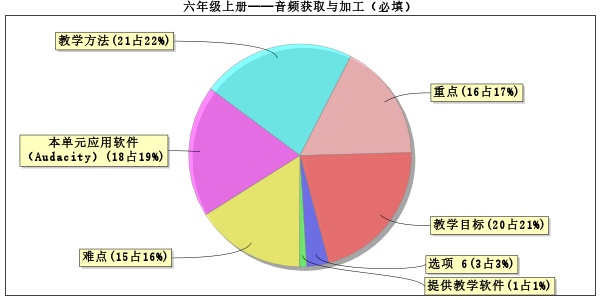 六年级上册——音频获取与加工（必填）
教学方法(21占22%)
重点(16占17%)
本单元应用软件
（Audacity）(18占19%)
教学目标(20占21%)
难点(15占16%)
选项 6(3占3%)
提供教学软件(1占1%)